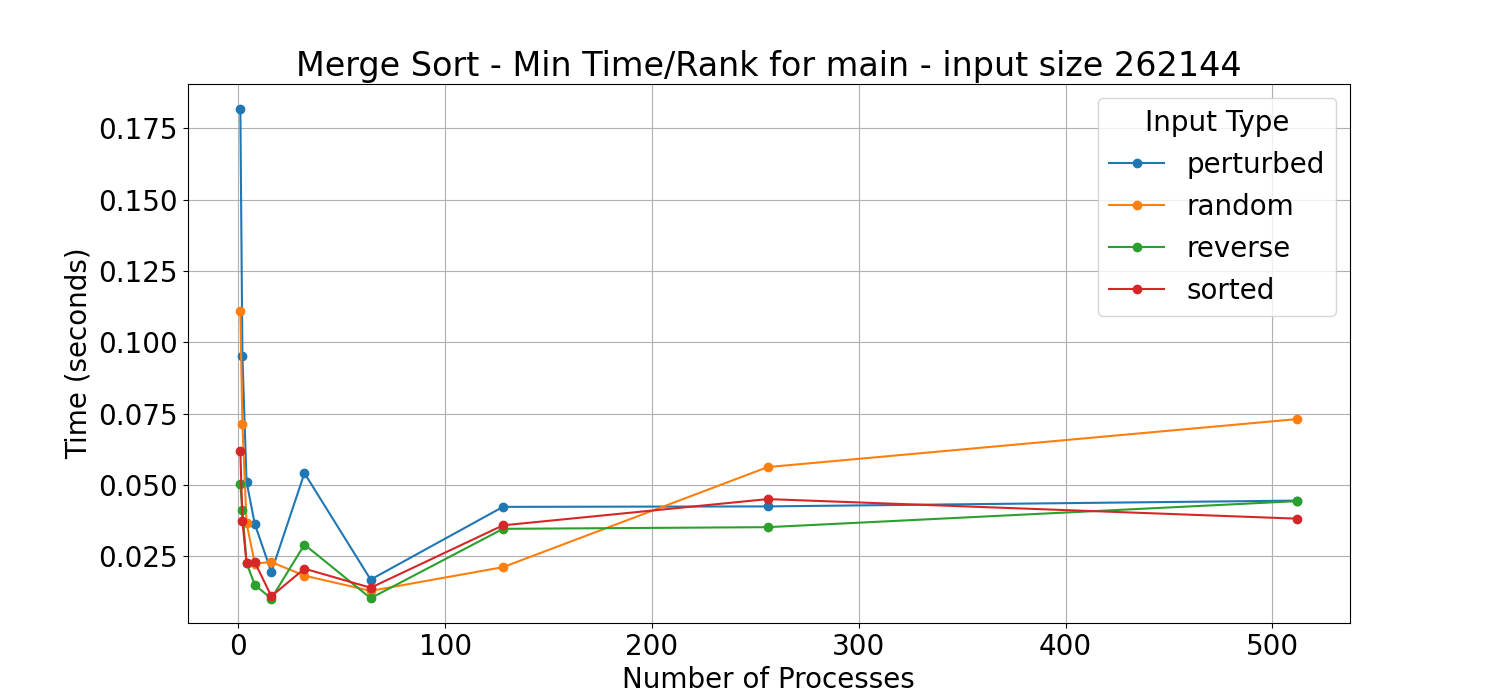 Merge Sort - Min Time/Rank for main - input size 262144
Time (seconds)
0.175
0.150
0.125
0.100
0.075
0.050
0.025
Input Type
perturbed
random
reverse
sorted
0 100 200 300 400 500
Number of Processes